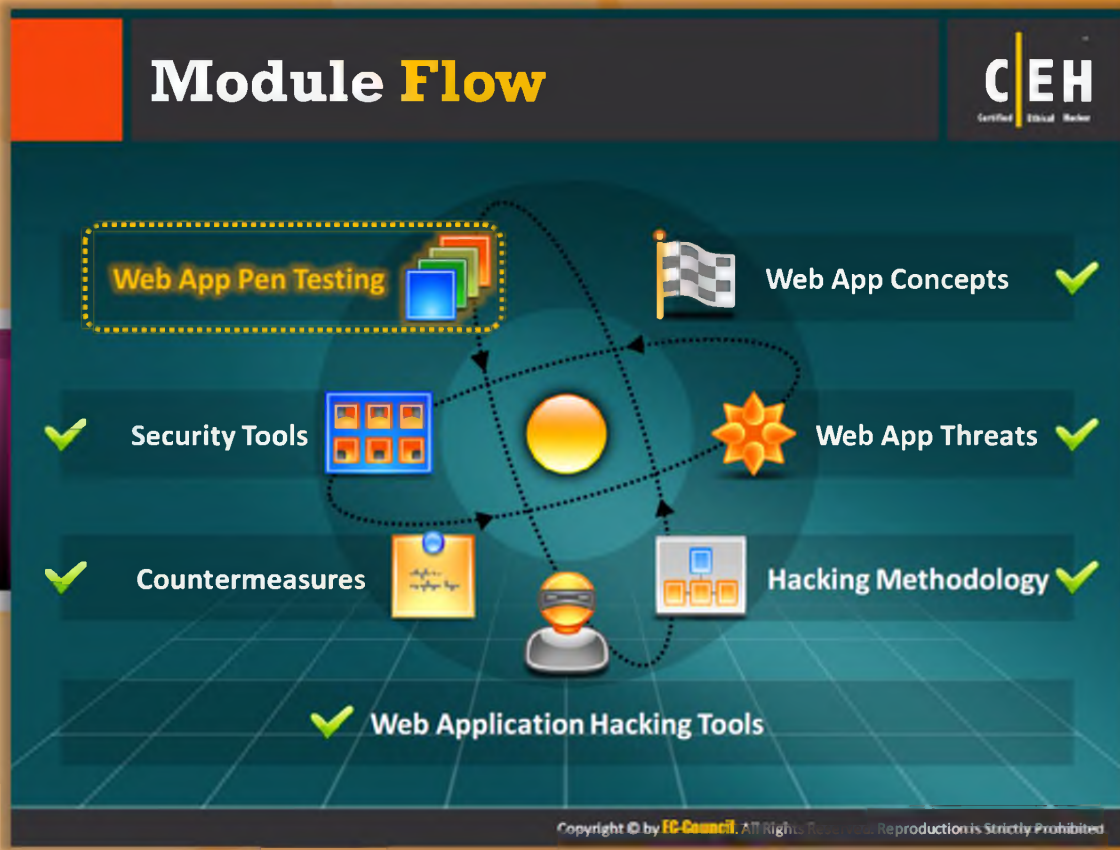 Module Flow
C EH
Certified Ethical Hacker
Web App Pen Testing
Web App Concepts
Security Tools
Web App Threats
Countermeasures
Hacking Methodology
Web Application Hacking Tools
Copyright © by EC-Council. All Rights Reproduction is Strictly Prohibited.